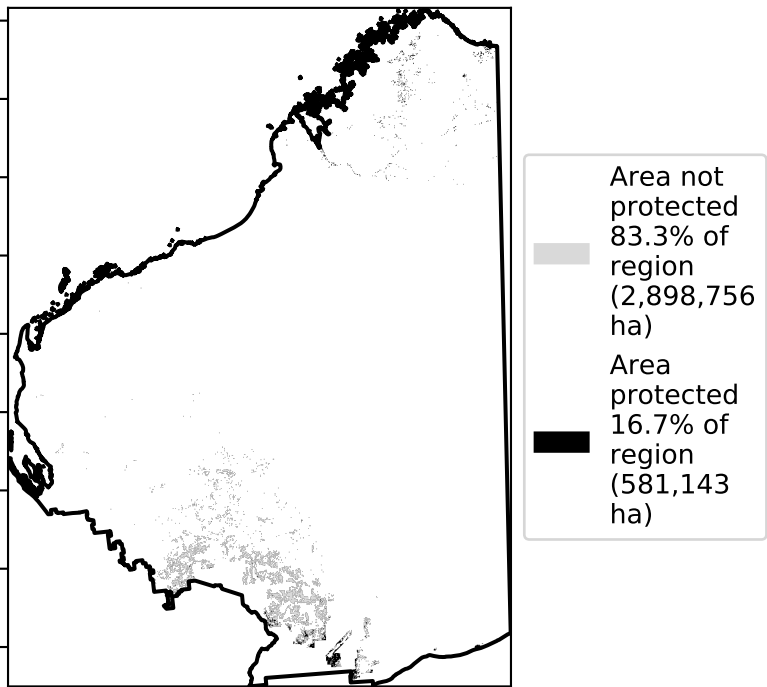 Area not
protected
83.3% of
region
(2,898,756
ha)
Area
protected
16.7% of
region
(581,143
ha)